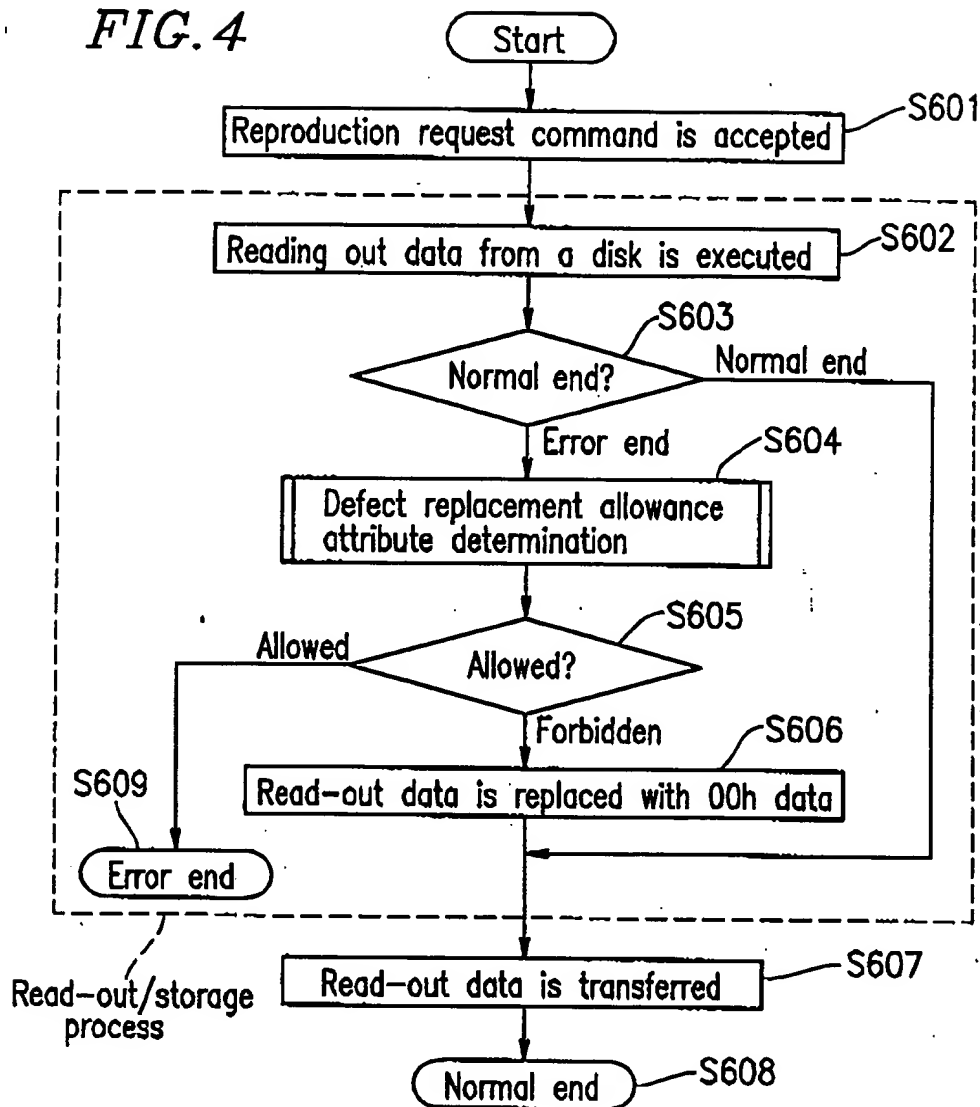 FIG. 4
Start
S601
Reproduction request command is accepted
S602
Reading out data from a disk is executed
S603
Normal end?
Normal end
Error end
S604
Defect replacement allowance
attribute determination
S605
Allowed
Allowed?
Forbidden
S606
Read-out data is replaced with 00h data
S609
Error end
Read-out/storage
process
S607
Read-out data is transferred
S608
Normal end